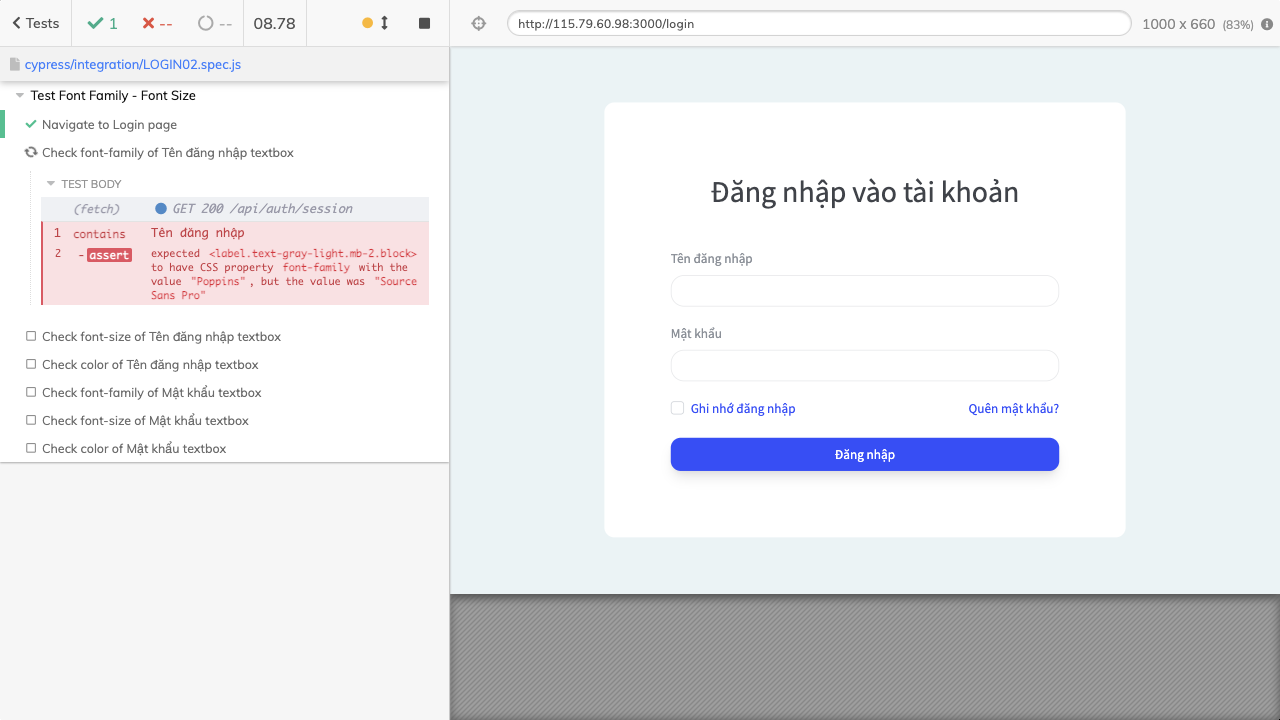 Tests
1
--
--
08.78
http://115.79.60.98:3000/login
1000 x 660 (83%)
cypress/integration/LOGIN02.spec.js
Test Font Family - Font Size
Navigate to Login page
Check font-family of Tên đăng nhập textbox
TEST BODY
(fetch) GET 200 /api/auth/session
1 contains Tên đăng nhập
2 -assert expected <label.text-gray-light.mb-2.block>
to have CSS property font-family with the
value "Poppins", but the value was "Source
Sans Pro"
Check font-size of Tên đăng nhập textbox
Check color of Tên đăng nhập textbox
Check font-family of Mật khẩu textbox
Check font-size of Mật khẩu textbox
Check color of Mật khẩu textbox
Đăng nhập vào tài khoản
Tên đăng nhập
Mật khẩu
Ghi nhớ đăng nhập
Quên mật khẩu?
Đăng nhập